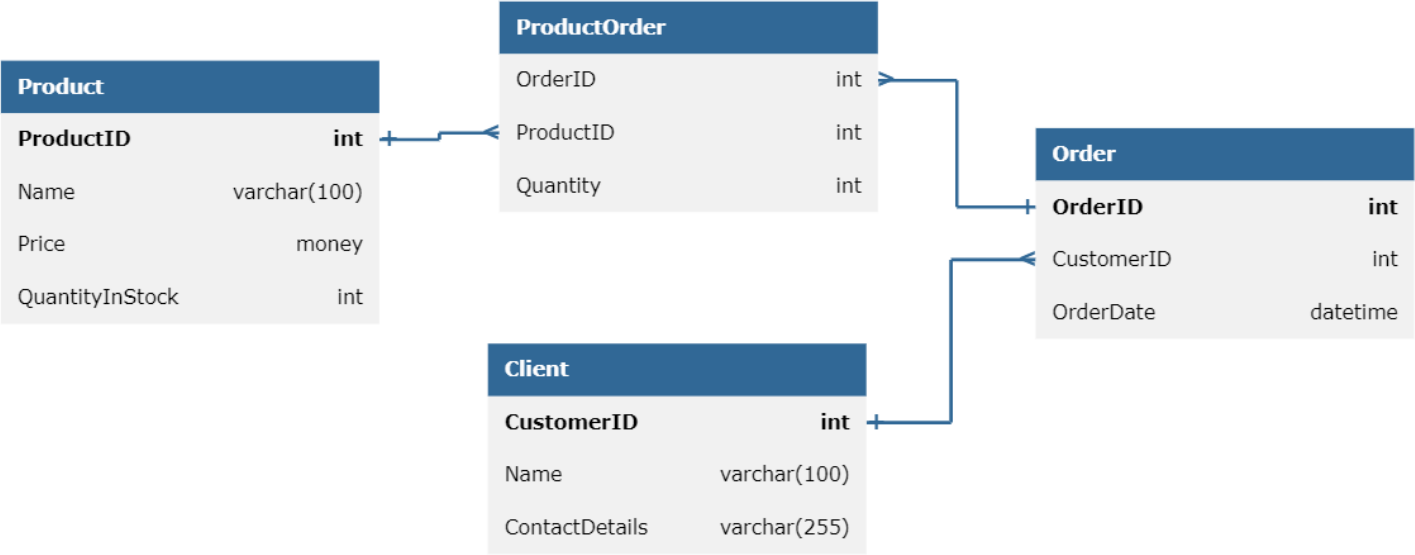 Product
ProductID int
Name varchar(100)
Price money
QuantityInStock int
ProductOrder
OrderID int
ProductID int
Quantity int
Order
OrderID int
CustomerID int
OrderDate datetime
Client
CustomerID int
Name varchar(100)
ContactDetails varchar(255)